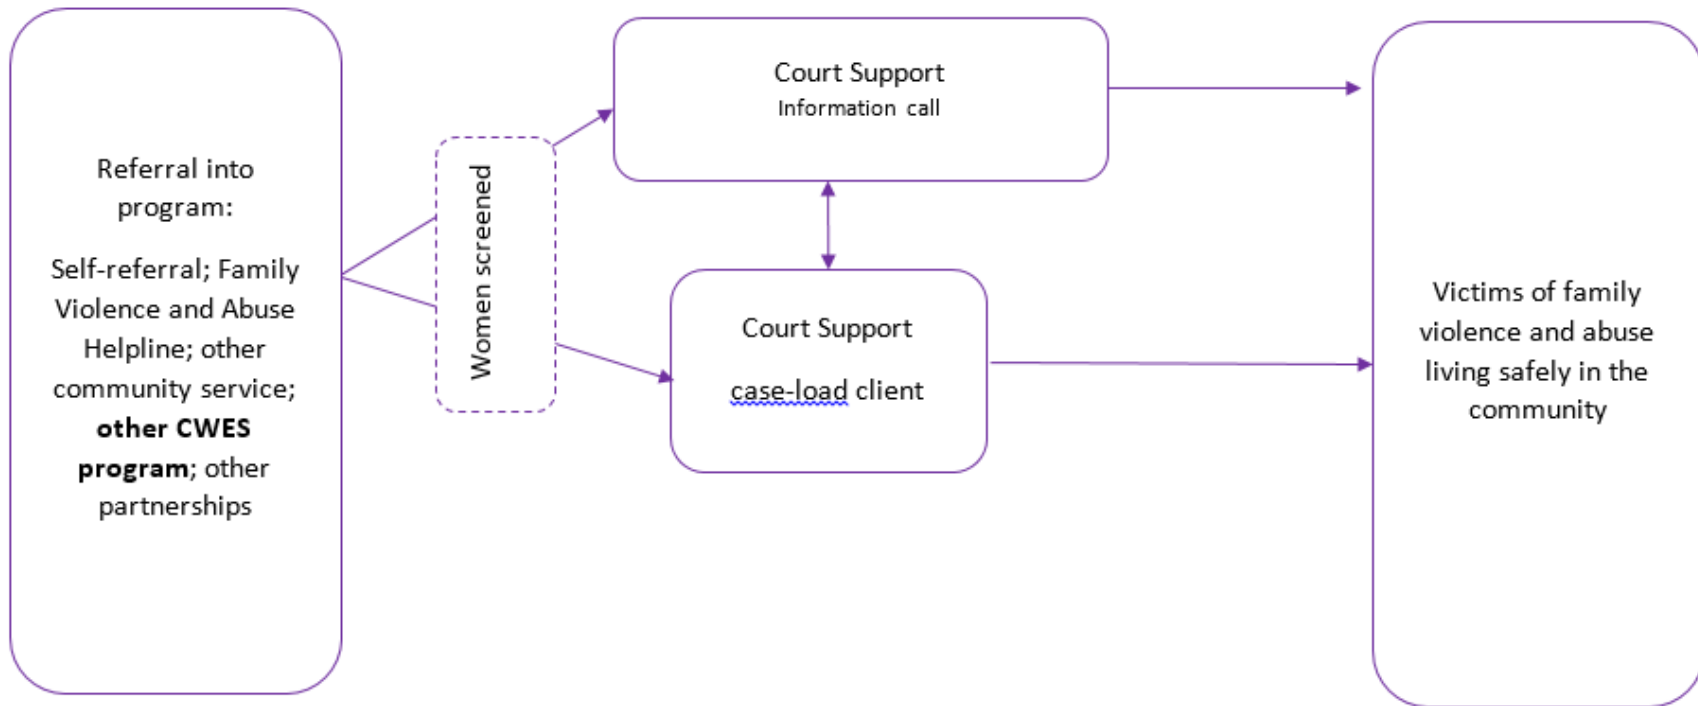 Referral into
program:
Self-referral; Family
Violence and Abuse
Helpline; other
community service;
other CWES
program; other
partnerships
Women screened
Court Support
Information call
Court Support
case-load client
Victims of family
violence and abuse
living safely in the
community